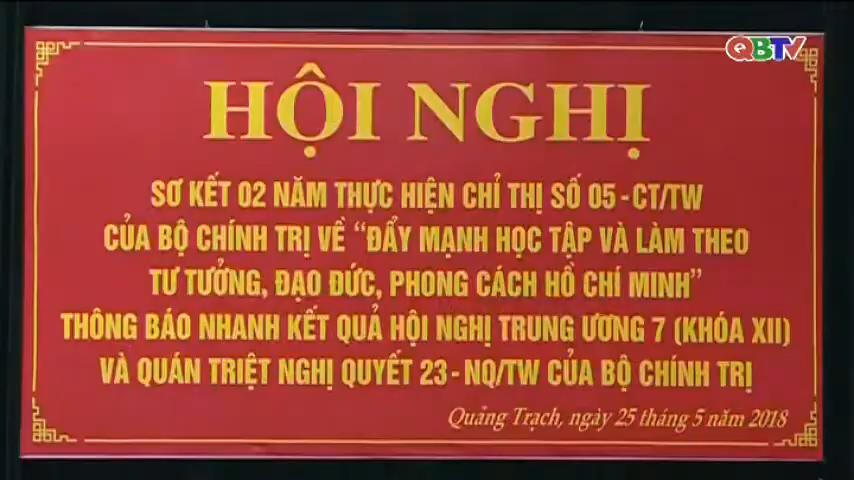 QBTV
HỘI NGHỊ
SƠ KẾT 02 NĂM THỰC HIỆN CHỈ THỊ SỐ 05 - CT/TW
CỦA BỘ CHÍNH TRỊ VỀ “ĐẨY MẠNH HỌC TẬP VÀ LÀM THEO
TƯ TƯỞNG, ĐẠO ĐỨC, PHONG CÁCH HỒ CHÍ MINH”
THÔNG BÁO NHANH KẾT QUẢ HỘI NGHỊ TRUNG ƯƠNG 7 (KHÓA XII)
VÀ QUÁN TRIỆT NGHỊ QUYẾT 23 - NQ/TW CỦA BỘ CHÍNH TRỊ
Quảng Trạch, ngày 25 tháng 5 năm 2018